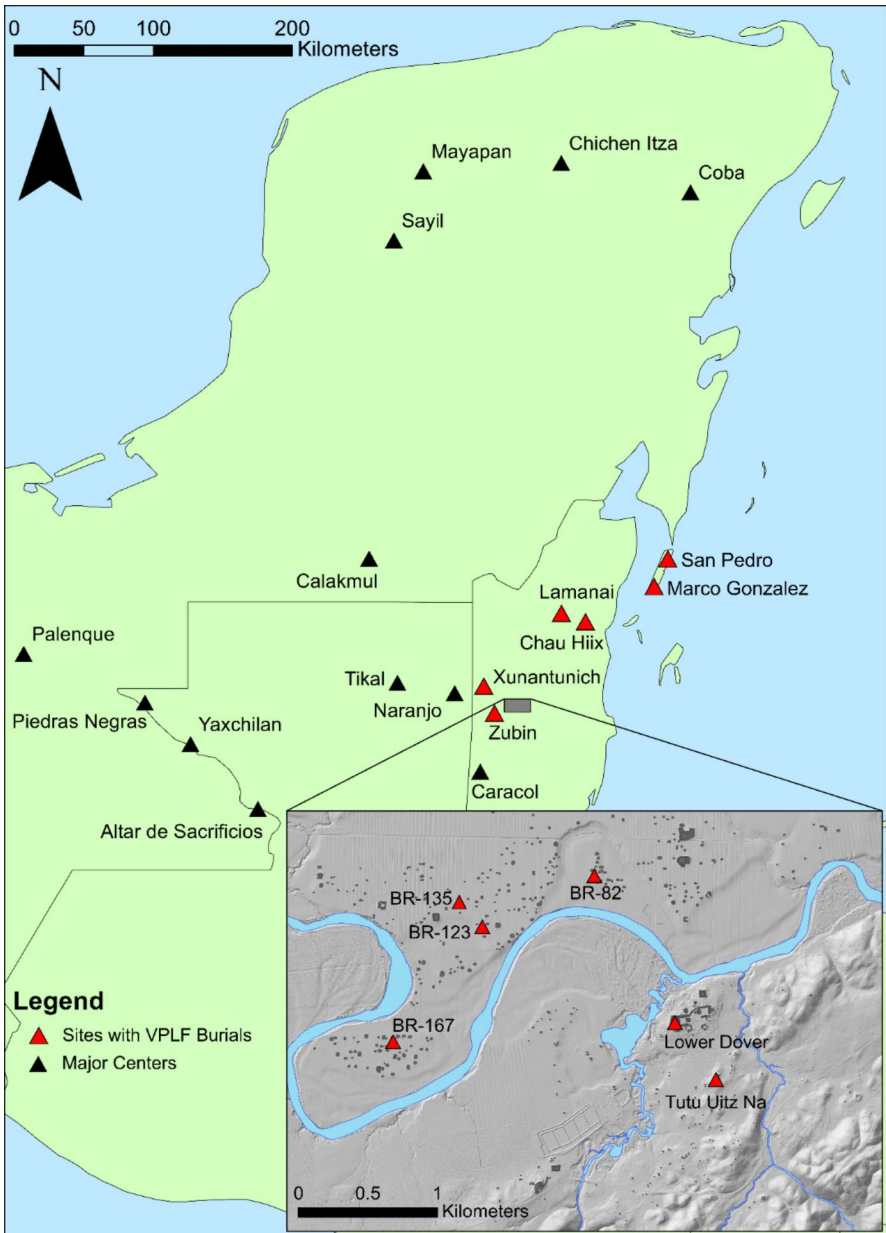 0 50 100 200
Kilometers
N
Mayapan
Chichen Itza
Coba
Sayil
Calakmul
San Pedro
Marco Gonzalez
Lamanai
Chau Hiix
Palenque
Tikal
Xunantunich
Naranjo
Piedras Negras
Yaxchilan
Zubin
Caracol
Altar de Sacrificios
BR-135
BR-82
BR-123
BR-167
Lower Dover
Tutu Uitz Na
Legend
Sites with VPLF Burials
Major Centers
0 0.5 1
Kilometers